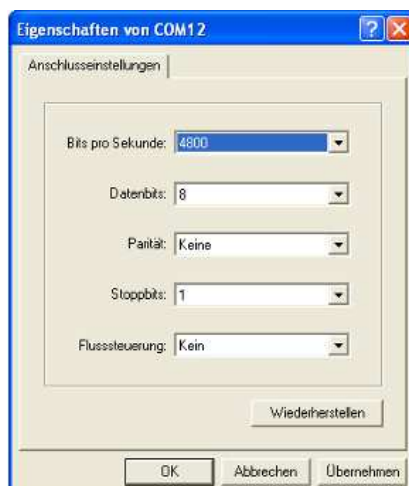 Eigenschaften von COM12
Anschlusseinstellungen
Bits pro Sekunde: 4800
Datenbits: 8
Parität: Keine
Stoppbits: 1
Flusssteuerung: Kein
Wiederherstellen
OK Abbrechen Übernehmen